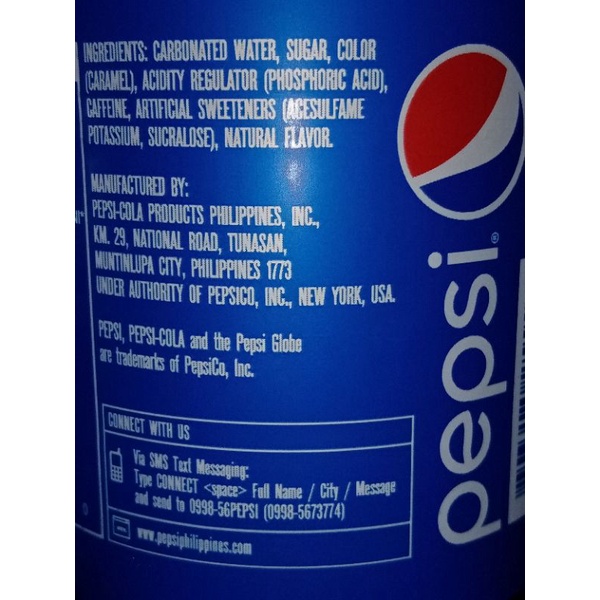 INGREDIENTS: CARBONATED WATER, SUGAR, COLOR
(CARAMEL), ACIDITY REGULATOR (PHOSPHORIC ACID),
CAFFEINE, ARTIFICIAL SWEETENERS (ACESULFAME
POTASSIUM, SUCRALOSE), NATURAL FLAVOR.
MANUFACTURED BY:
PEPSI-COLA PRODUCTS PHILIPPINES, INC.,
KM. 29, NATIONAL ROAD, TUNASAN,
MUNTINLUPA CITY, PHILIPPINES 1773
UNDER AUTHORITY OF PEPSICO, INC., NEW YORK, USA.
PEPSI, PEPSI-COLA and the Pepsi Globe
are trademarks of PepsiCo, Inc.
CONNECT WITH US
Via SMS Text Messaging:
Type CONNECT <space> Full Name / City / Message
and send to 0998-56PEPSI (0998-5673774)
www.pepsiphilippines.com
pepsi®